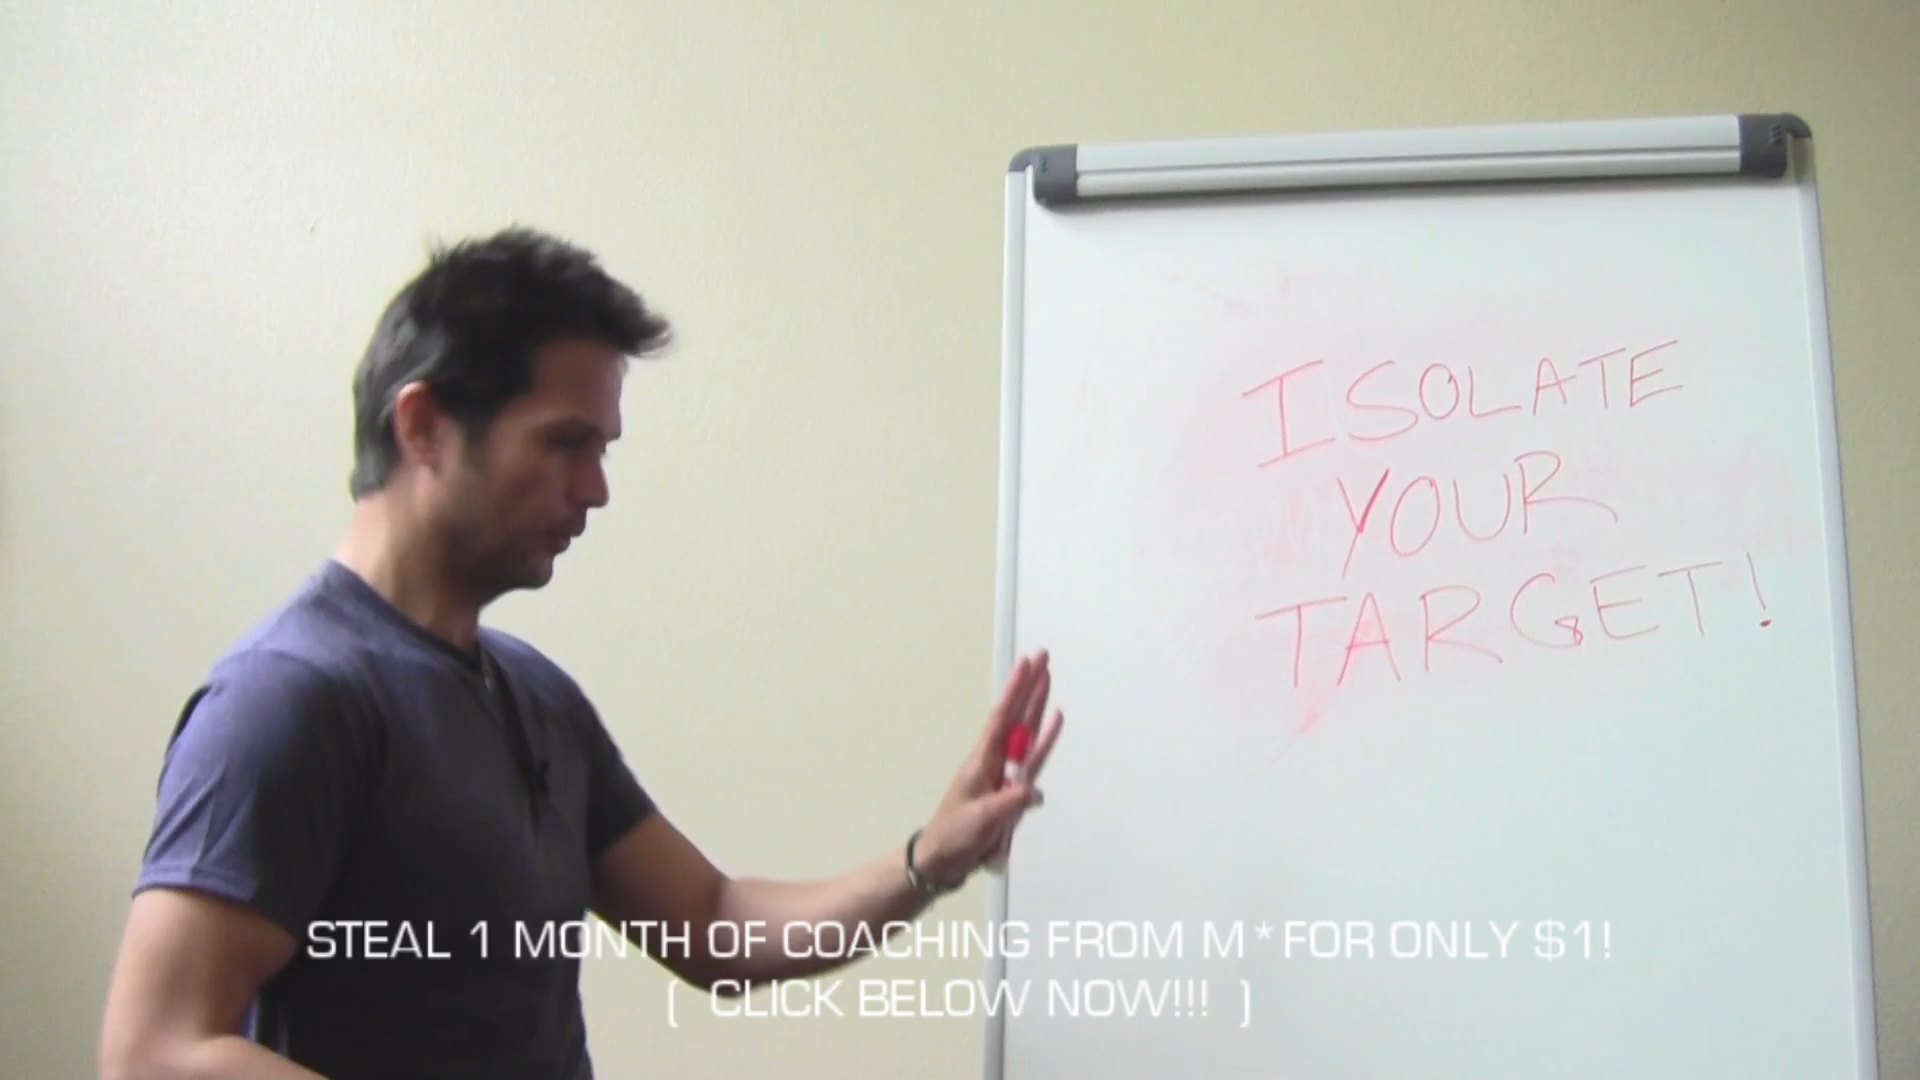 ISOLATE
YOUR
TARGET!
STEAL 1 MONTH OF COACHING FROM M*FOR ONLY $1!
( CLICK BELOW NOW!!! )